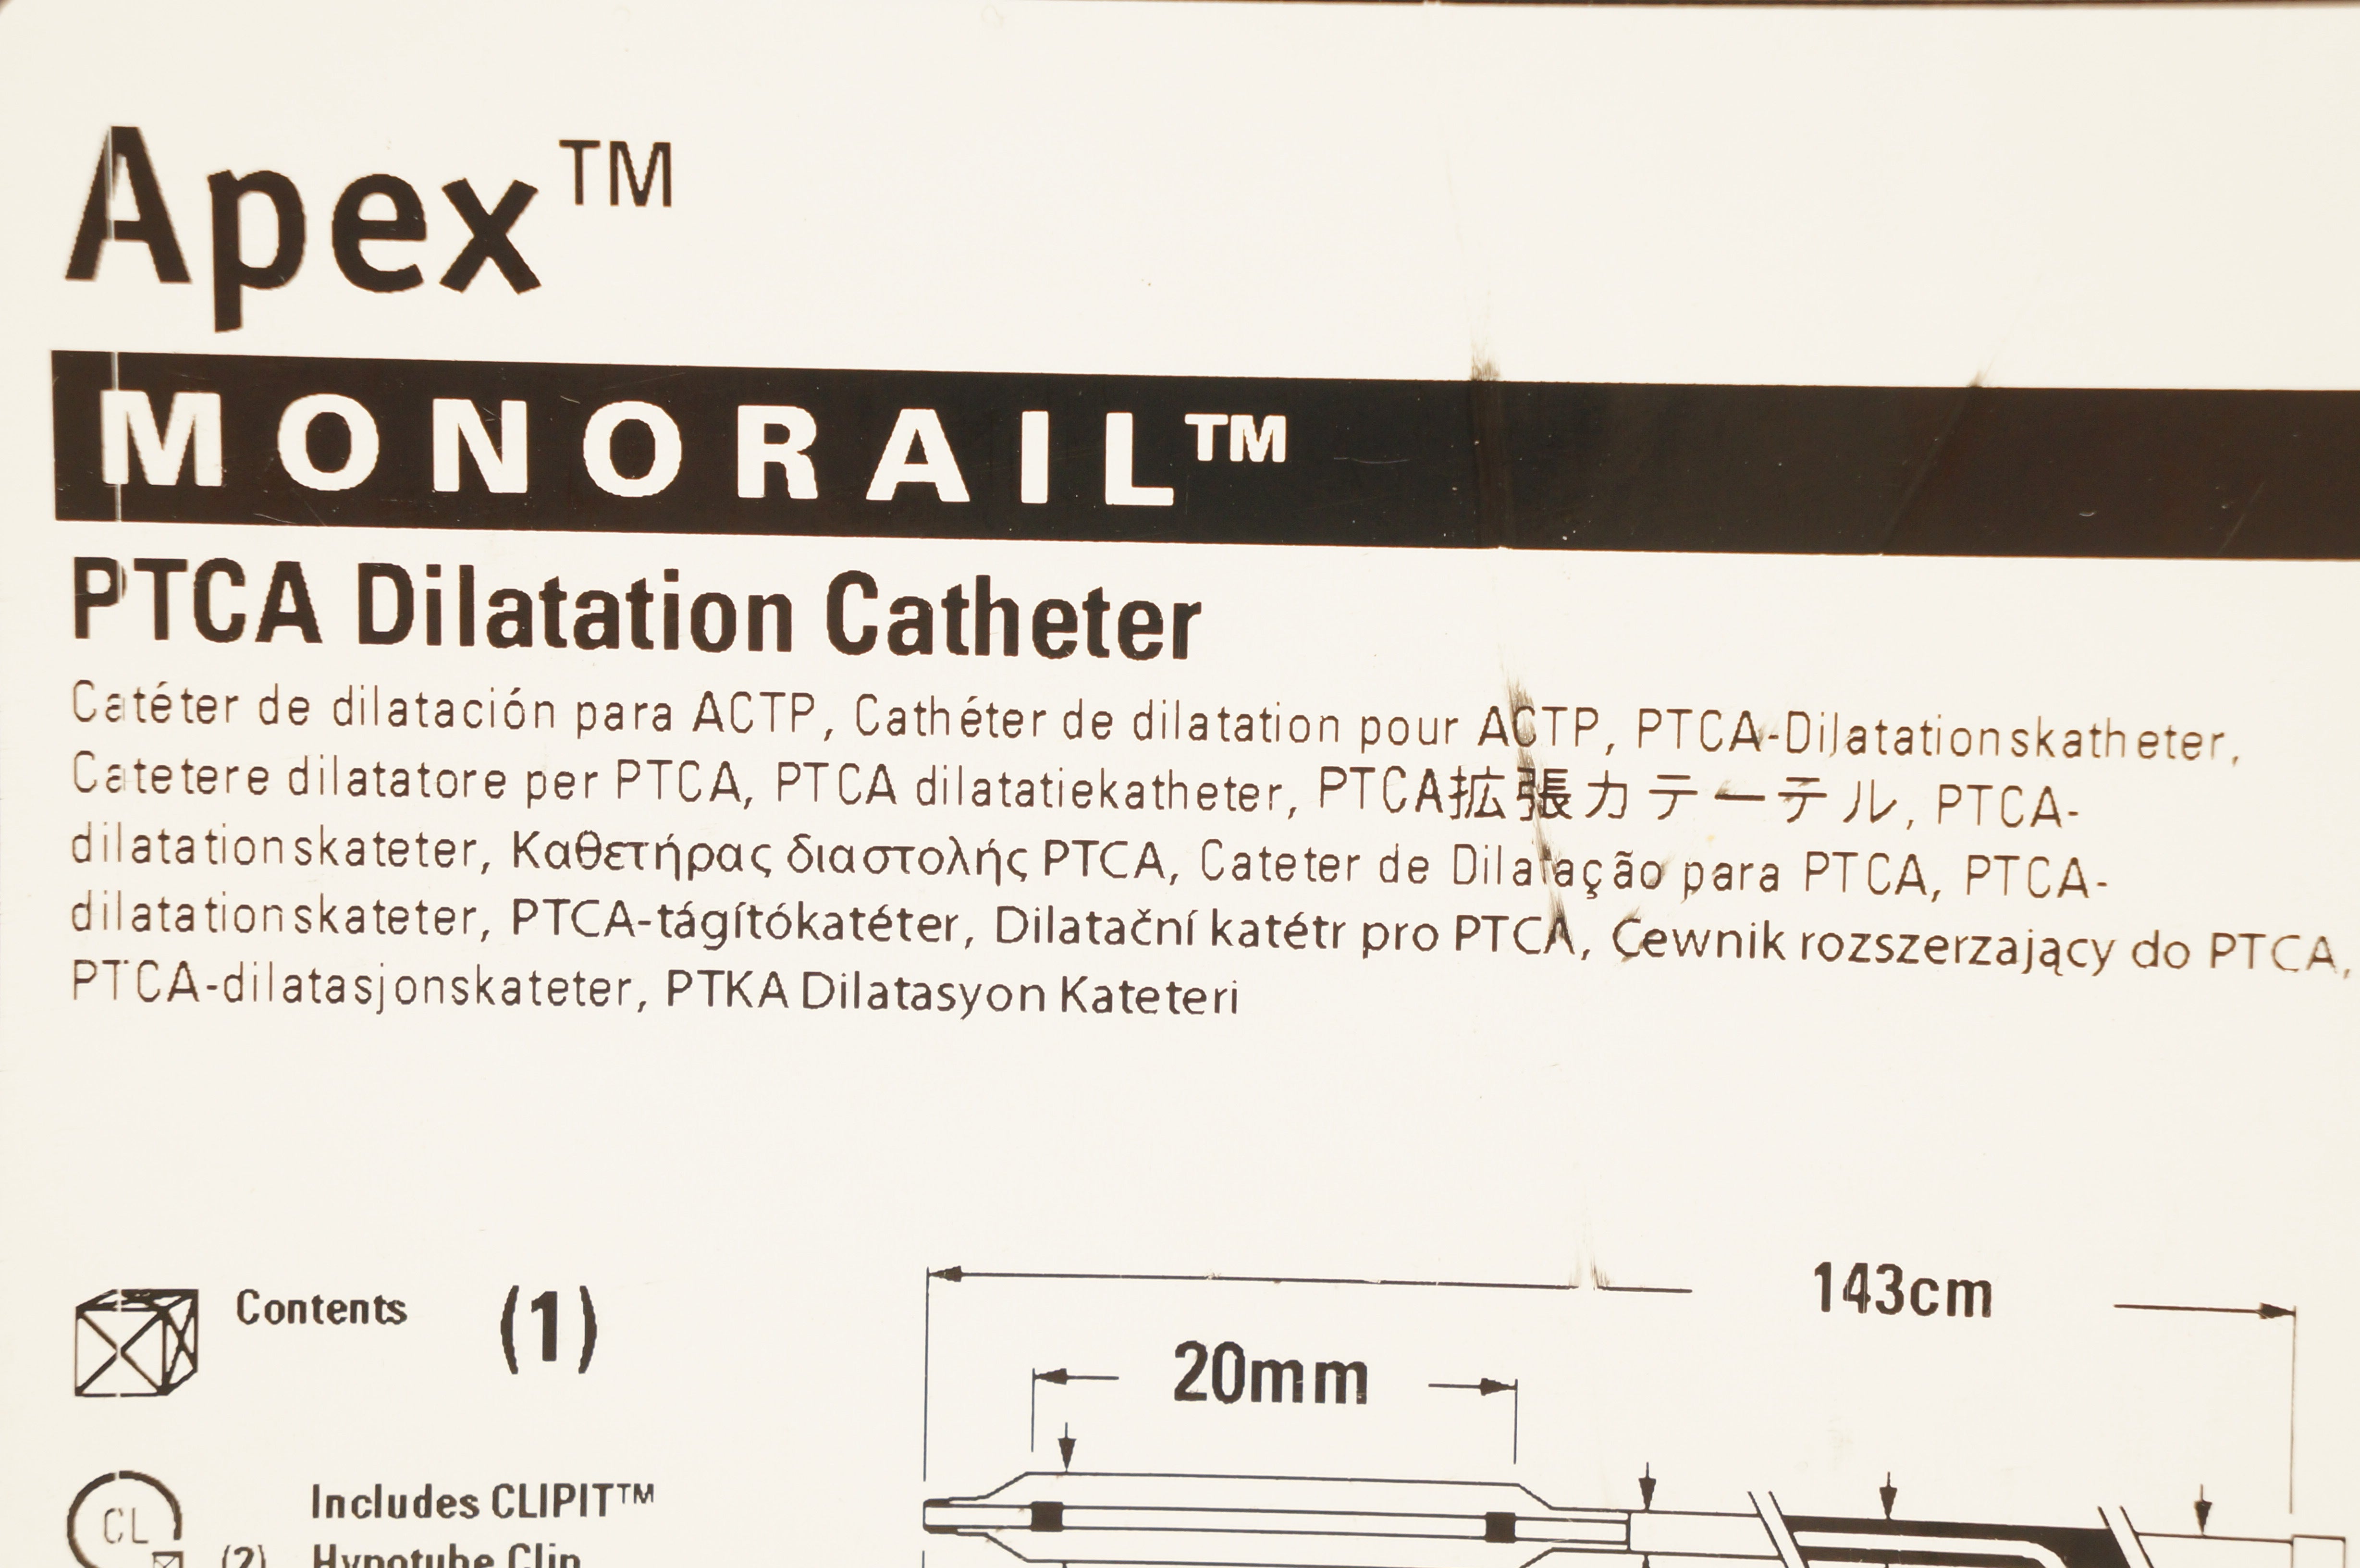 Apex™
MONORAIL™
PTCA Dilatation Catheter
Catéter de dilatación para ACTP, Cathéter de dilatation pour ACTP, PTCA-Dilatationskatheter,
Catetere dilatatore per PTCA, PTCA dilatatiekatheter, PTCA拡張カテーテル, PTCA-
dilatationskateter, Καθετήρας διαστολής PTCA, Cateter de Dilatação para PTCA, PTCA-
dilatationskateter, PTCA-tágítókatéter, Dilatační katétr pro PTCA, Cewnik rozszerzający do PTCA,
PTCA-dilatasjonskateter, PTKA Dilatasyon Kateteri
Contents (1)
143cm
20mm
Includes CLIPIT™
CL
(2) Hypotube Clip